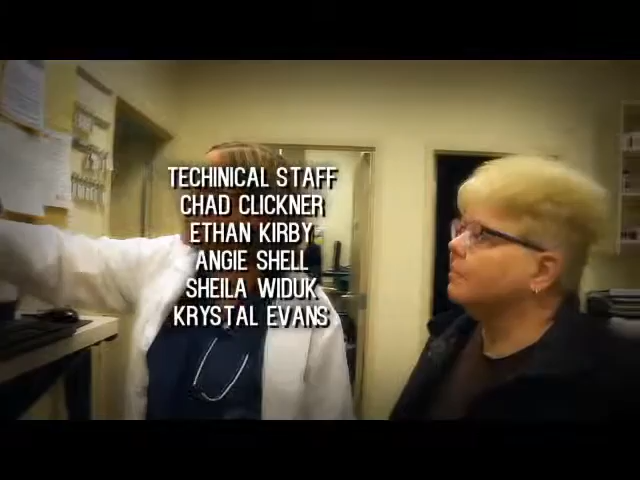 TECHINICAL STAFF
CHAD CLICKNER
ETHAN KIRBY
ANGIE SHELL
SHEILA WIDUK
KRYSTAL EVANS